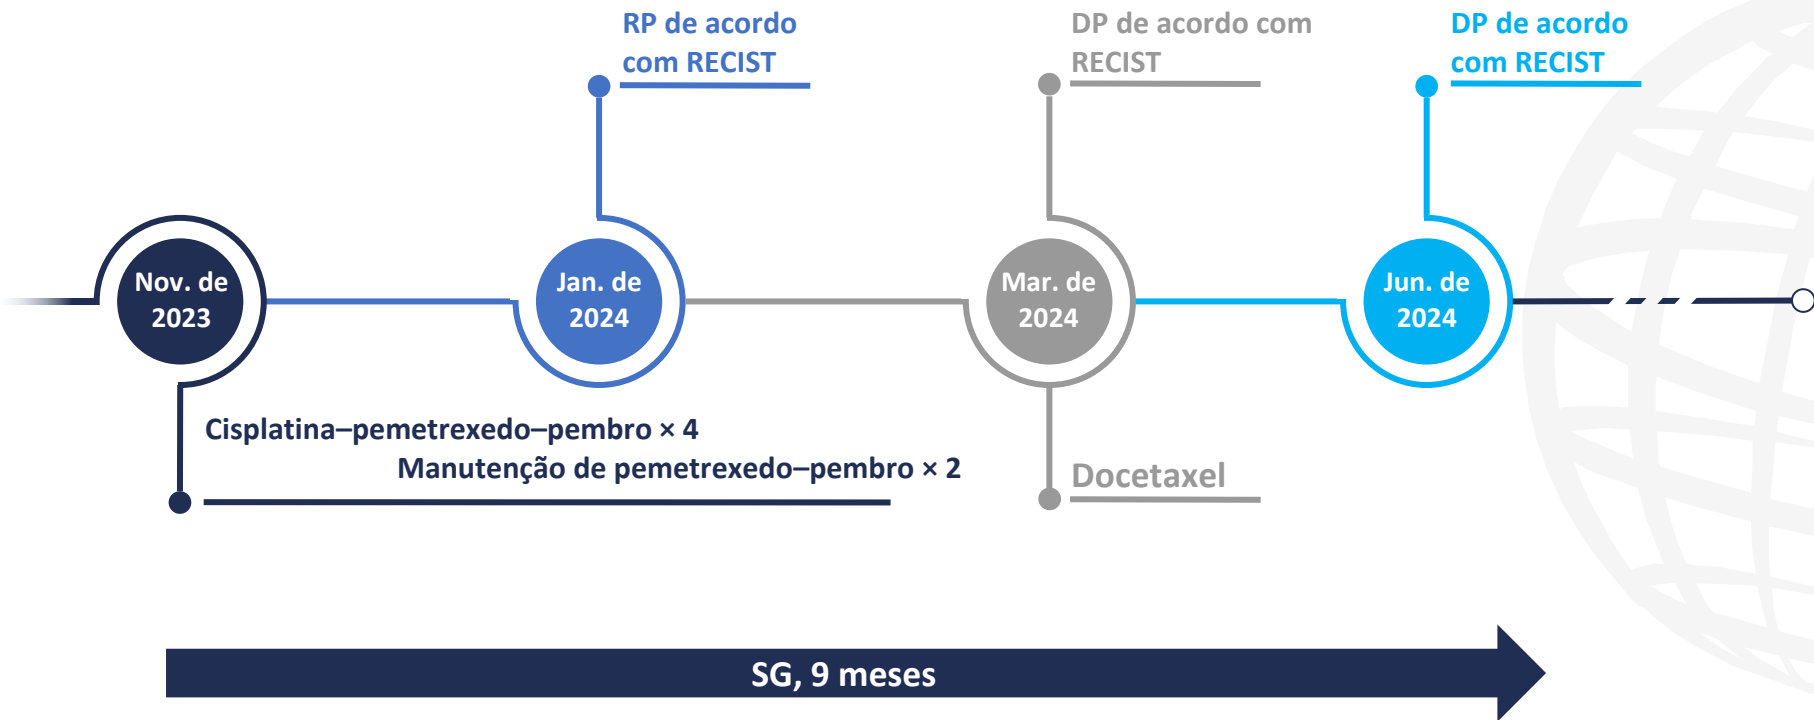 RP de acordo
com RECIST
DP de acordo com
RECIST
DP de acordo
com RECIST
Nov. de
2023
Jan. de
2024
Mar. de
2024
Jun. de
2024
Cisplatina–pemetrexedo–pembro × 4
Manutenção de pemetrexedo–pembro × 2
Docetaxel
SG, 9 meses